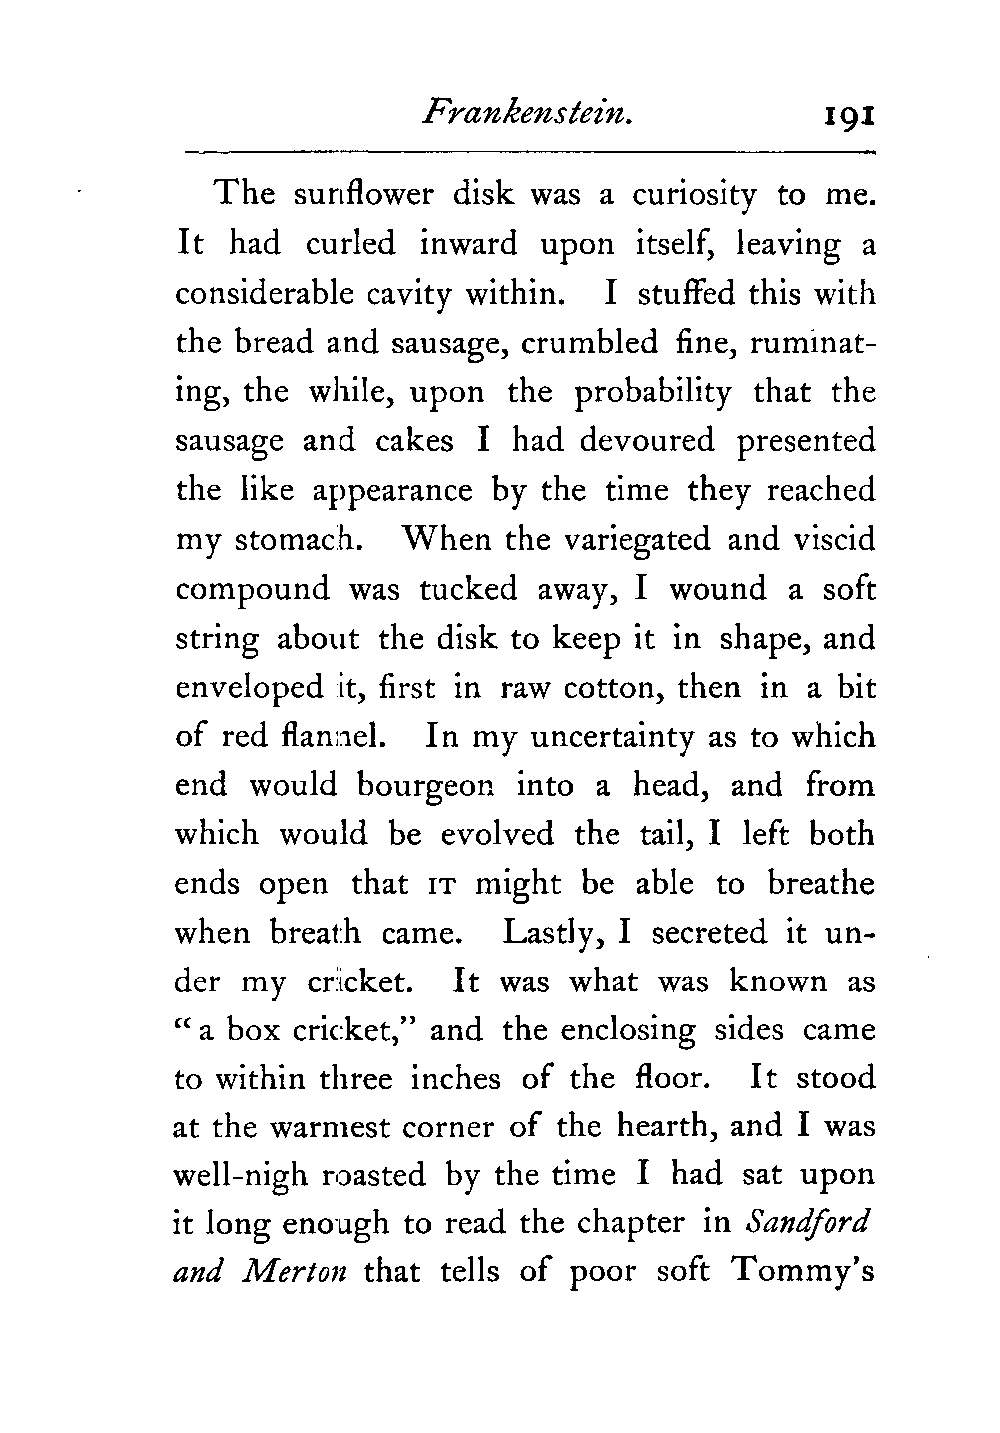 Frankenstein. 191
The sunflower disk was a curiosity to me.
It had curled inward upon itself, leaving a
considerable cavity within. I stuffed this with
the bread and sausage, crumbled fine, ruminat-
ing, the while, upon the probability that the
sausage and cakes I had devoured presented
the like appearance by the time they reached
my stomach. When the variegated and viscid
compound was tucked away, I wound a soft
string about the disk to keep it in shape, and
enveloped it, first in raw cotton, then in a bit
of red flannel. In my uncertainty as to which
end would bourgeon into a head, and from
which would be evolved the tail, I left both
ends open that IT might be able to breathe
when breath came. Lastly, I secreted it un-
der my cricket. It was what was known as
“a box cricket,” and the enclosing sides came
to within three inches of the floor. It stood
at the warmest corner of the hearth, and I was
well-nigh roasted by the time I had sat upon
it long enough to read the chapter in Sandford
and Merton that tells of poor soft Tommy’s